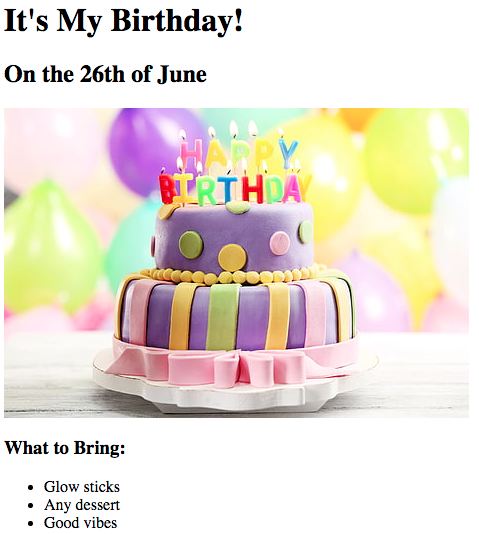 It's My Birthday!
On the 26th of June
HAPPY
BIRTHDAY
What to Bring:
Glow sticks
Any dessert
Good vibes